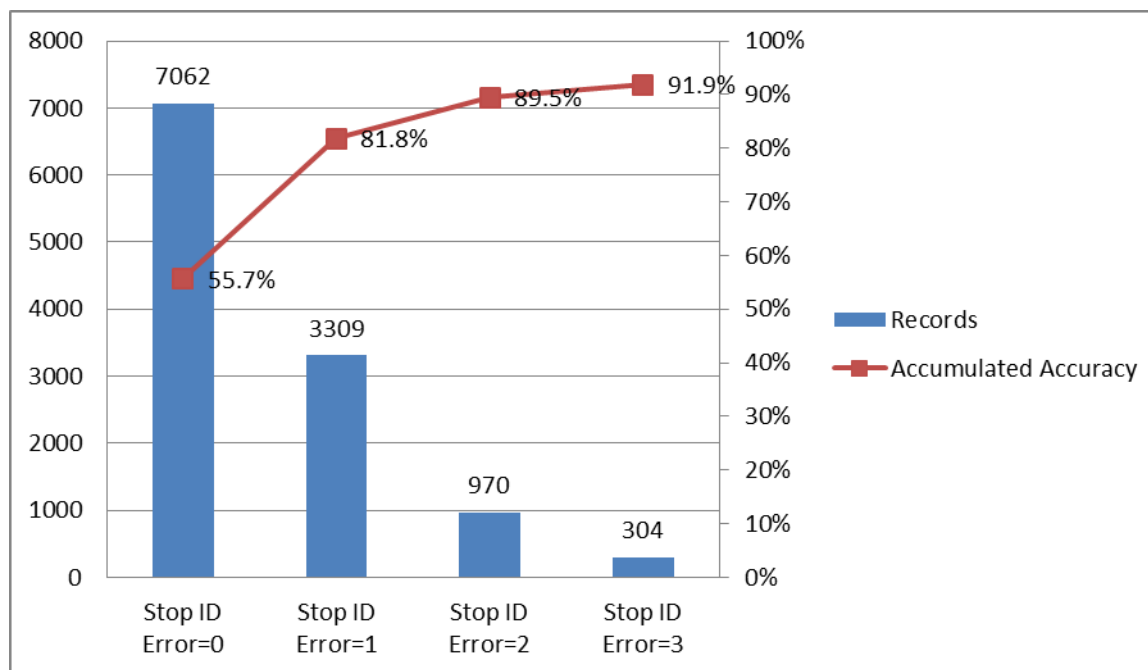 8000
7000
6000
5000
4000
3000
2000
1000
0
7062
3309
970
304
55.7%
81.8%
89.5%
91.9%
100%
90%
80%
70%
60%
50%
40%
30%
20%
10%
0%
Stop ID
Error=0
Stop ID
Error=1
Stop ID
Error=2
Stop ID
Error=3
Records
Accumulated Accuracy